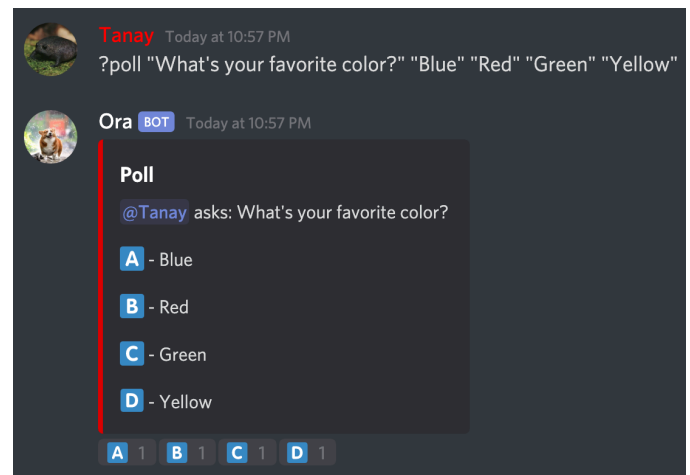 Tanay Today at 10:57 PM
?poll "What's your favorite color?" "Blue" "Red" "Green" "Yellow"
Ora BOT Today at 10:57 PM
Poll
@Tanay asks: What's your favorite color?
A - Blue
B - Red
C - Green
D - Yellow
A 1 B 1 C 1 D 1